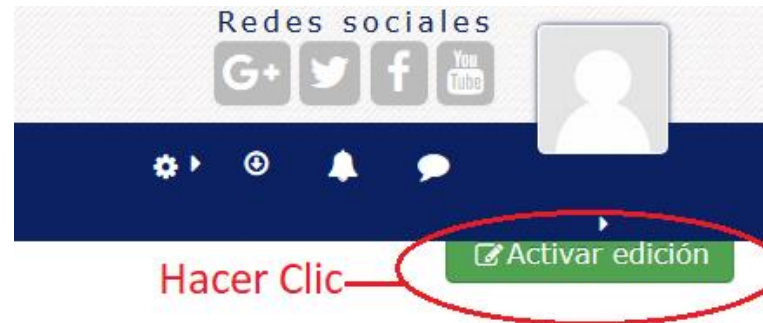 Redes sociales
G+ f You Tube
Activar edición
Hacer Clic